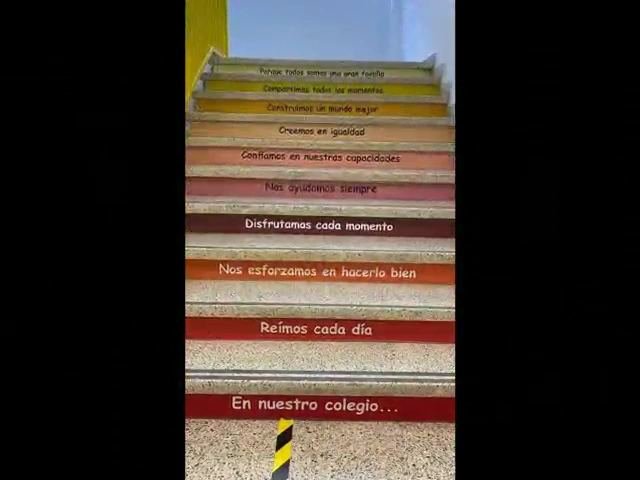 Porque todos somos una gran familia
Compartimos todos los momentos
Construimos un mundo mejor
Creemos en igualdad
Confiamos en nuestras capacidades
Nos ayudamos siempre
Disfrutamos cada momento
Nos esforzamos en hacerlo bien
Reímos cada día
En nuestro colegio...